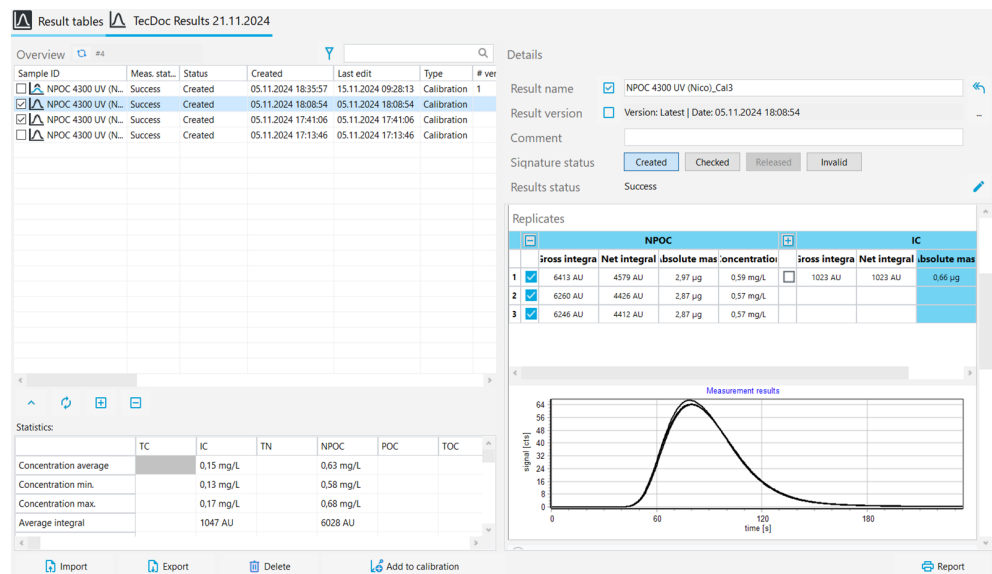 Result tables TecDoc Results 21.11.2024
Overview #4
Sample ID Meas. stat... Status Created Last edit Type # ver
NPOC 4300 UV (N... Success Created 05.11.2024 18:35:57 15.11.2024 09:28:13 Calibration 1
NPOC 4300 UV (N... Success Created 05.11.2024 18:08:54 05.11.2024 18:08:54 Calibration
NPOC 4300 UV (N... Success Created 05.11.2024 17:41:06 05.11.2024 17:41:06 Calibration
NPOC 4300 UV (N... Success Created 05.11.2024 17:13:46 05.11.2024 17:13:46 Calibration
Statistics:
TC IC TN NPOC POC TOC
Concentration average 0,15 mg/L 0,63 mg/L
Concentration min. 0,13 mg/L 0,58 mg/L
Concentration max. 0,17 mg/L 0,68 mg/L
Average integral 1047 AU 6028 AU
Import Export Delete Add to calibration
Details
Result name NPOC 4300 UV (Nico)_Cal3
Result version Version: Latest | Date: 05.11.2024 18:08:54 ...
Comment
Signature status Created Checked Released Invalid
Results status Success
Replicates
NPOC IC
iross integra Net integral ıbsolute mas :oncentratioı iross integra Net integral ıbsolute mas
1 6413 AU 4579 AU 2,97 µg 0,59 mg/L 1023 AU 1023 AU 0,66 µg
2 6260 AU 4426 AU 2,87 µg 0,57 mg/L
3 6246 AU 4412 AU 2,87 µg 0,57 mg/L
Measurement results
64
56
48
40
32
24
16
8
0
signal [cts]
0 60 120 180
time [s]
Report